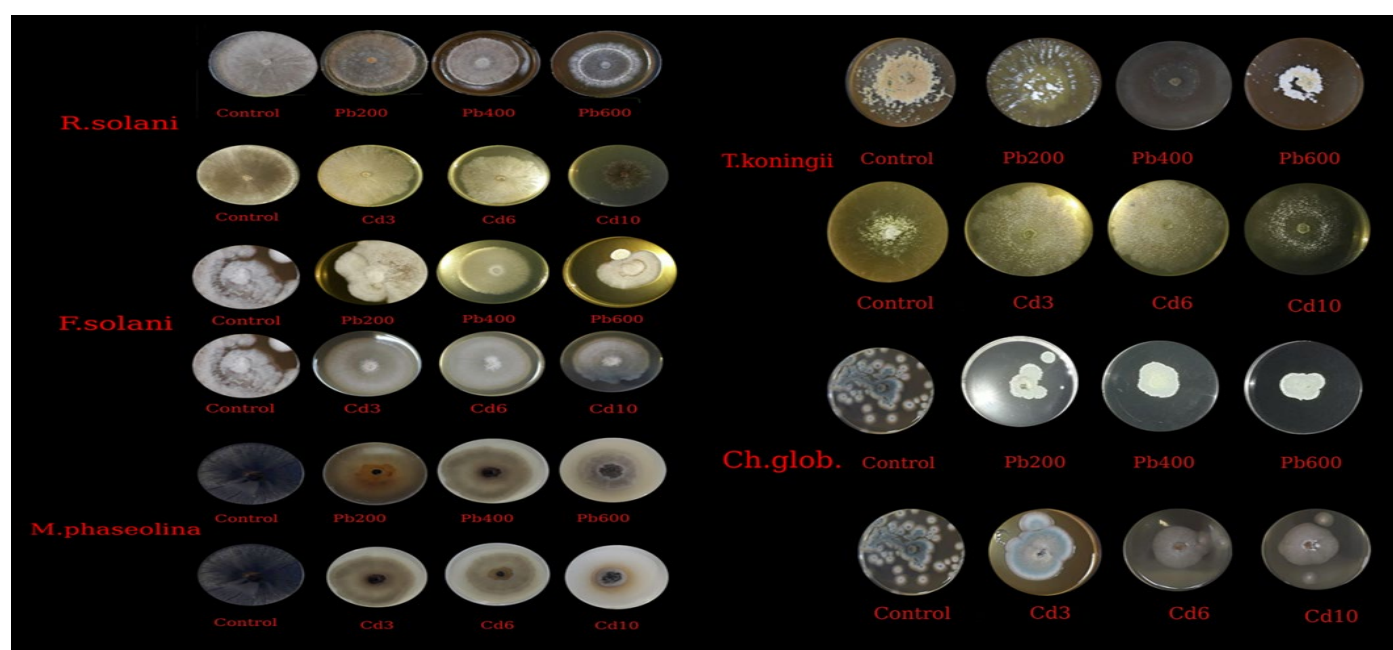 Control Pb200 Pb400 Pb600
R.solani
Control Cd3 Cd6 Cd10
Control Pb200 Pb400 Pb600
F.solani
Control Cd3 Cd6 Cd10
Control Pb200 Pb400 Pb600
M.phaseolina
Control Cd3 Cd6 Cd10
T.koningii Control Pb200 Pb400 Pb600
Control Cd3 Cd6 Cd10
Ch.glob. Control Pb200 Pb400 Pb600
Control Cd3 Cd6 Cd10